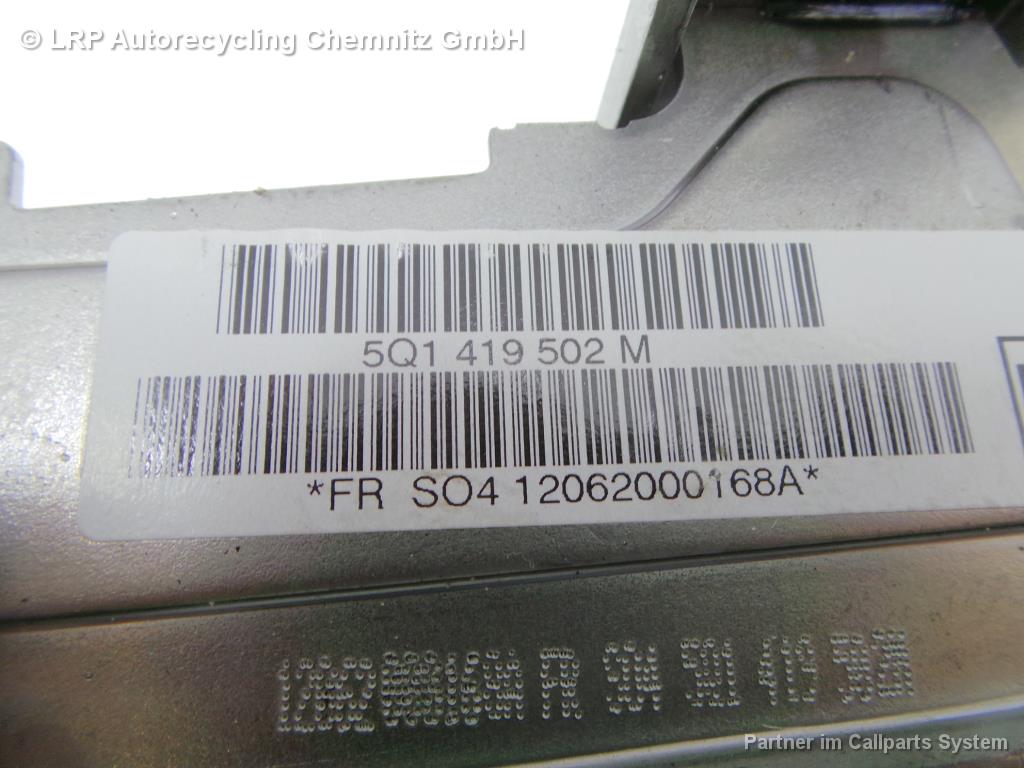 © LRP Autorecycling Chemnitz GmbH
5Q1 419 502 M
*FR SO4 12062000168A*
Partner im Callparts System